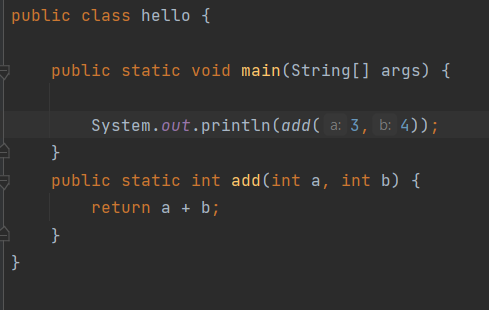 public class hello {
public static void main(String[] args) {
System.out.println(add( a: 3, b: 4));
}
public static int add(int a, int b) {
return a + b;
}
}